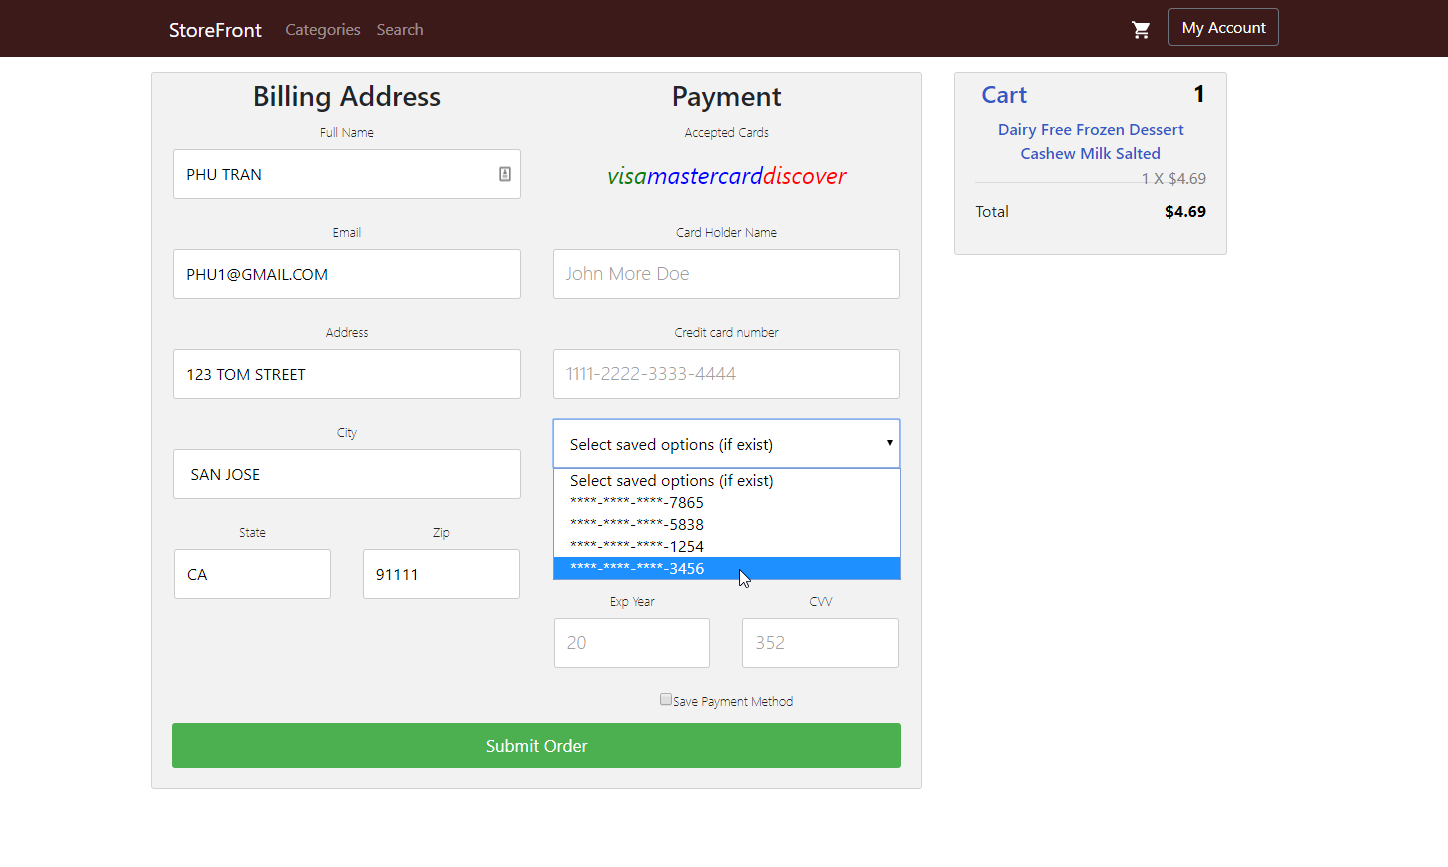 StoreFront Categories Search My Account
Billing Address
Full Name
PHU TRAN
Email
PHU1@GMAIL.COM
Address
123 TOM STREET
City
SAN JOSE
State Zip
CA 91111
Payment
Accepted Cards
visamastercarddiscover
Card Holder Name
John More Doe
Credit card number
1111-2222-3333-4444
Select saved options (if exist)
Select saved options (if exist)
****-****-****-7865
****-****-****-5838
****-****-****-1254
****-****-****-3456
Exp Year CVV
20 352
Save Payment Method
Submit Order
Cart 1
Dairy Free Frozen Dessert
Cashew Milk Salted
1 X $4.69
Total $4.69